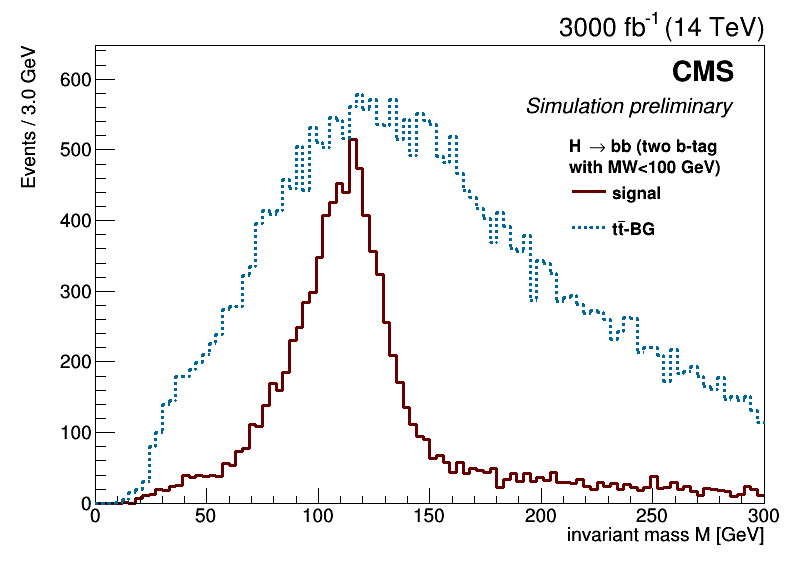 3000 fb⁻¹ (14 TeV)
Events / 3.0 GeV
600
500
400
300
200
100
0
CMS
Simulation preliminary
H → bb (two b-tag
with MW<100 GeV)
signal
tt̄-BG
0 50 100 150 200 250 300
invariant mass M [GeV]